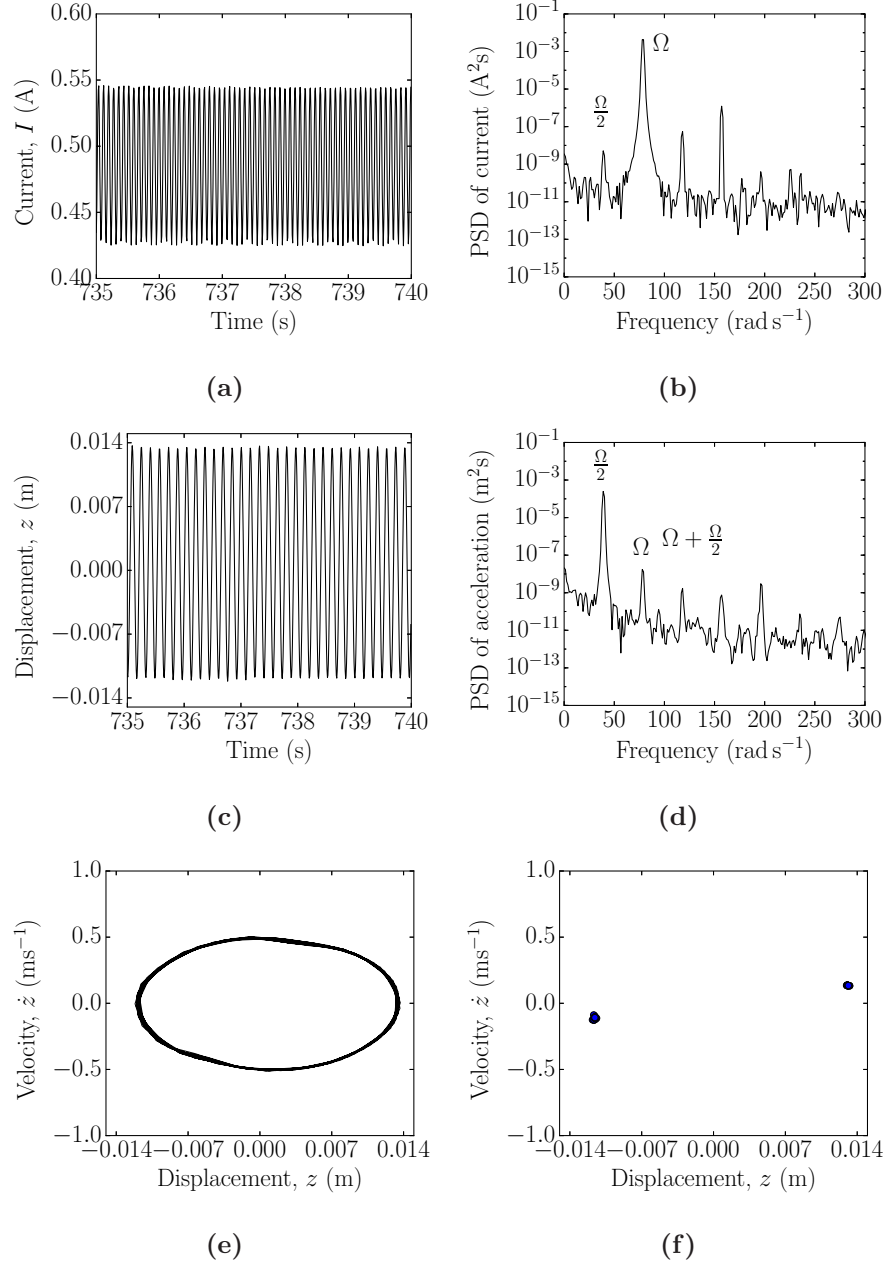 0.60
0.55
0.50
0.45
0.40
735 736 737 738 739 740
Current, I (A)
Time (s)
(a)
10⁻¹
10⁻³
10⁻⁵
10⁻⁷
10⁻⁹
10⁻¹¹
10⁻¹³
10⁻¹⁵
0 50 100 150 200 250 300
PSD of current (A²s)
Frequency (rad s⁻¹)
Ω/2
Ω
(b)
0.014
0.007
0.000
−0.007
−0.014
735 736 737 738 739 740
Displacement, z (m)
Time (s)
(c)
10⁻¹
10⁻³
10⁻⁵
10⁻⁷
10⁻⁹
10⁻¹¹
10⁻¹³
10⁻¹⁵
0 50 100 150 200 250 300
PSD of acceleration (m²s)
Frequency (rad s⁻¹)
Ω/2
Ω
Ω + Ω/2
(d)
1.0
0.5
0.0
−0.5
−1.0
−0.014 −0.007 0.000 0.007 0.014
Velocity, ż (ms⁻¹)
Displacement, z (m)
(e)
1.0
0.5
0.0
−0.5
−1.0
−0.014 −0.007 0.000 0.007 0.014
Velocity, ż (ms⁻¹)
Displacement, z (m)
(f)